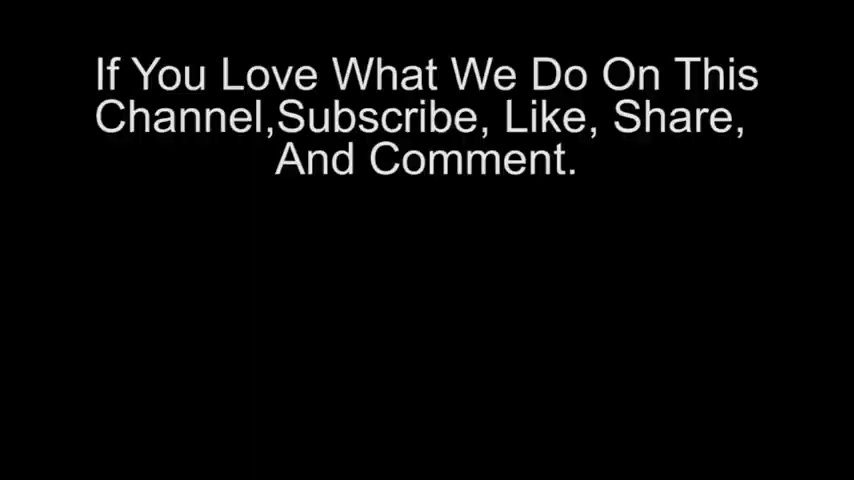 If You Love What We Do On This
Channel,Subscribe, Like, Share,
And Comment.